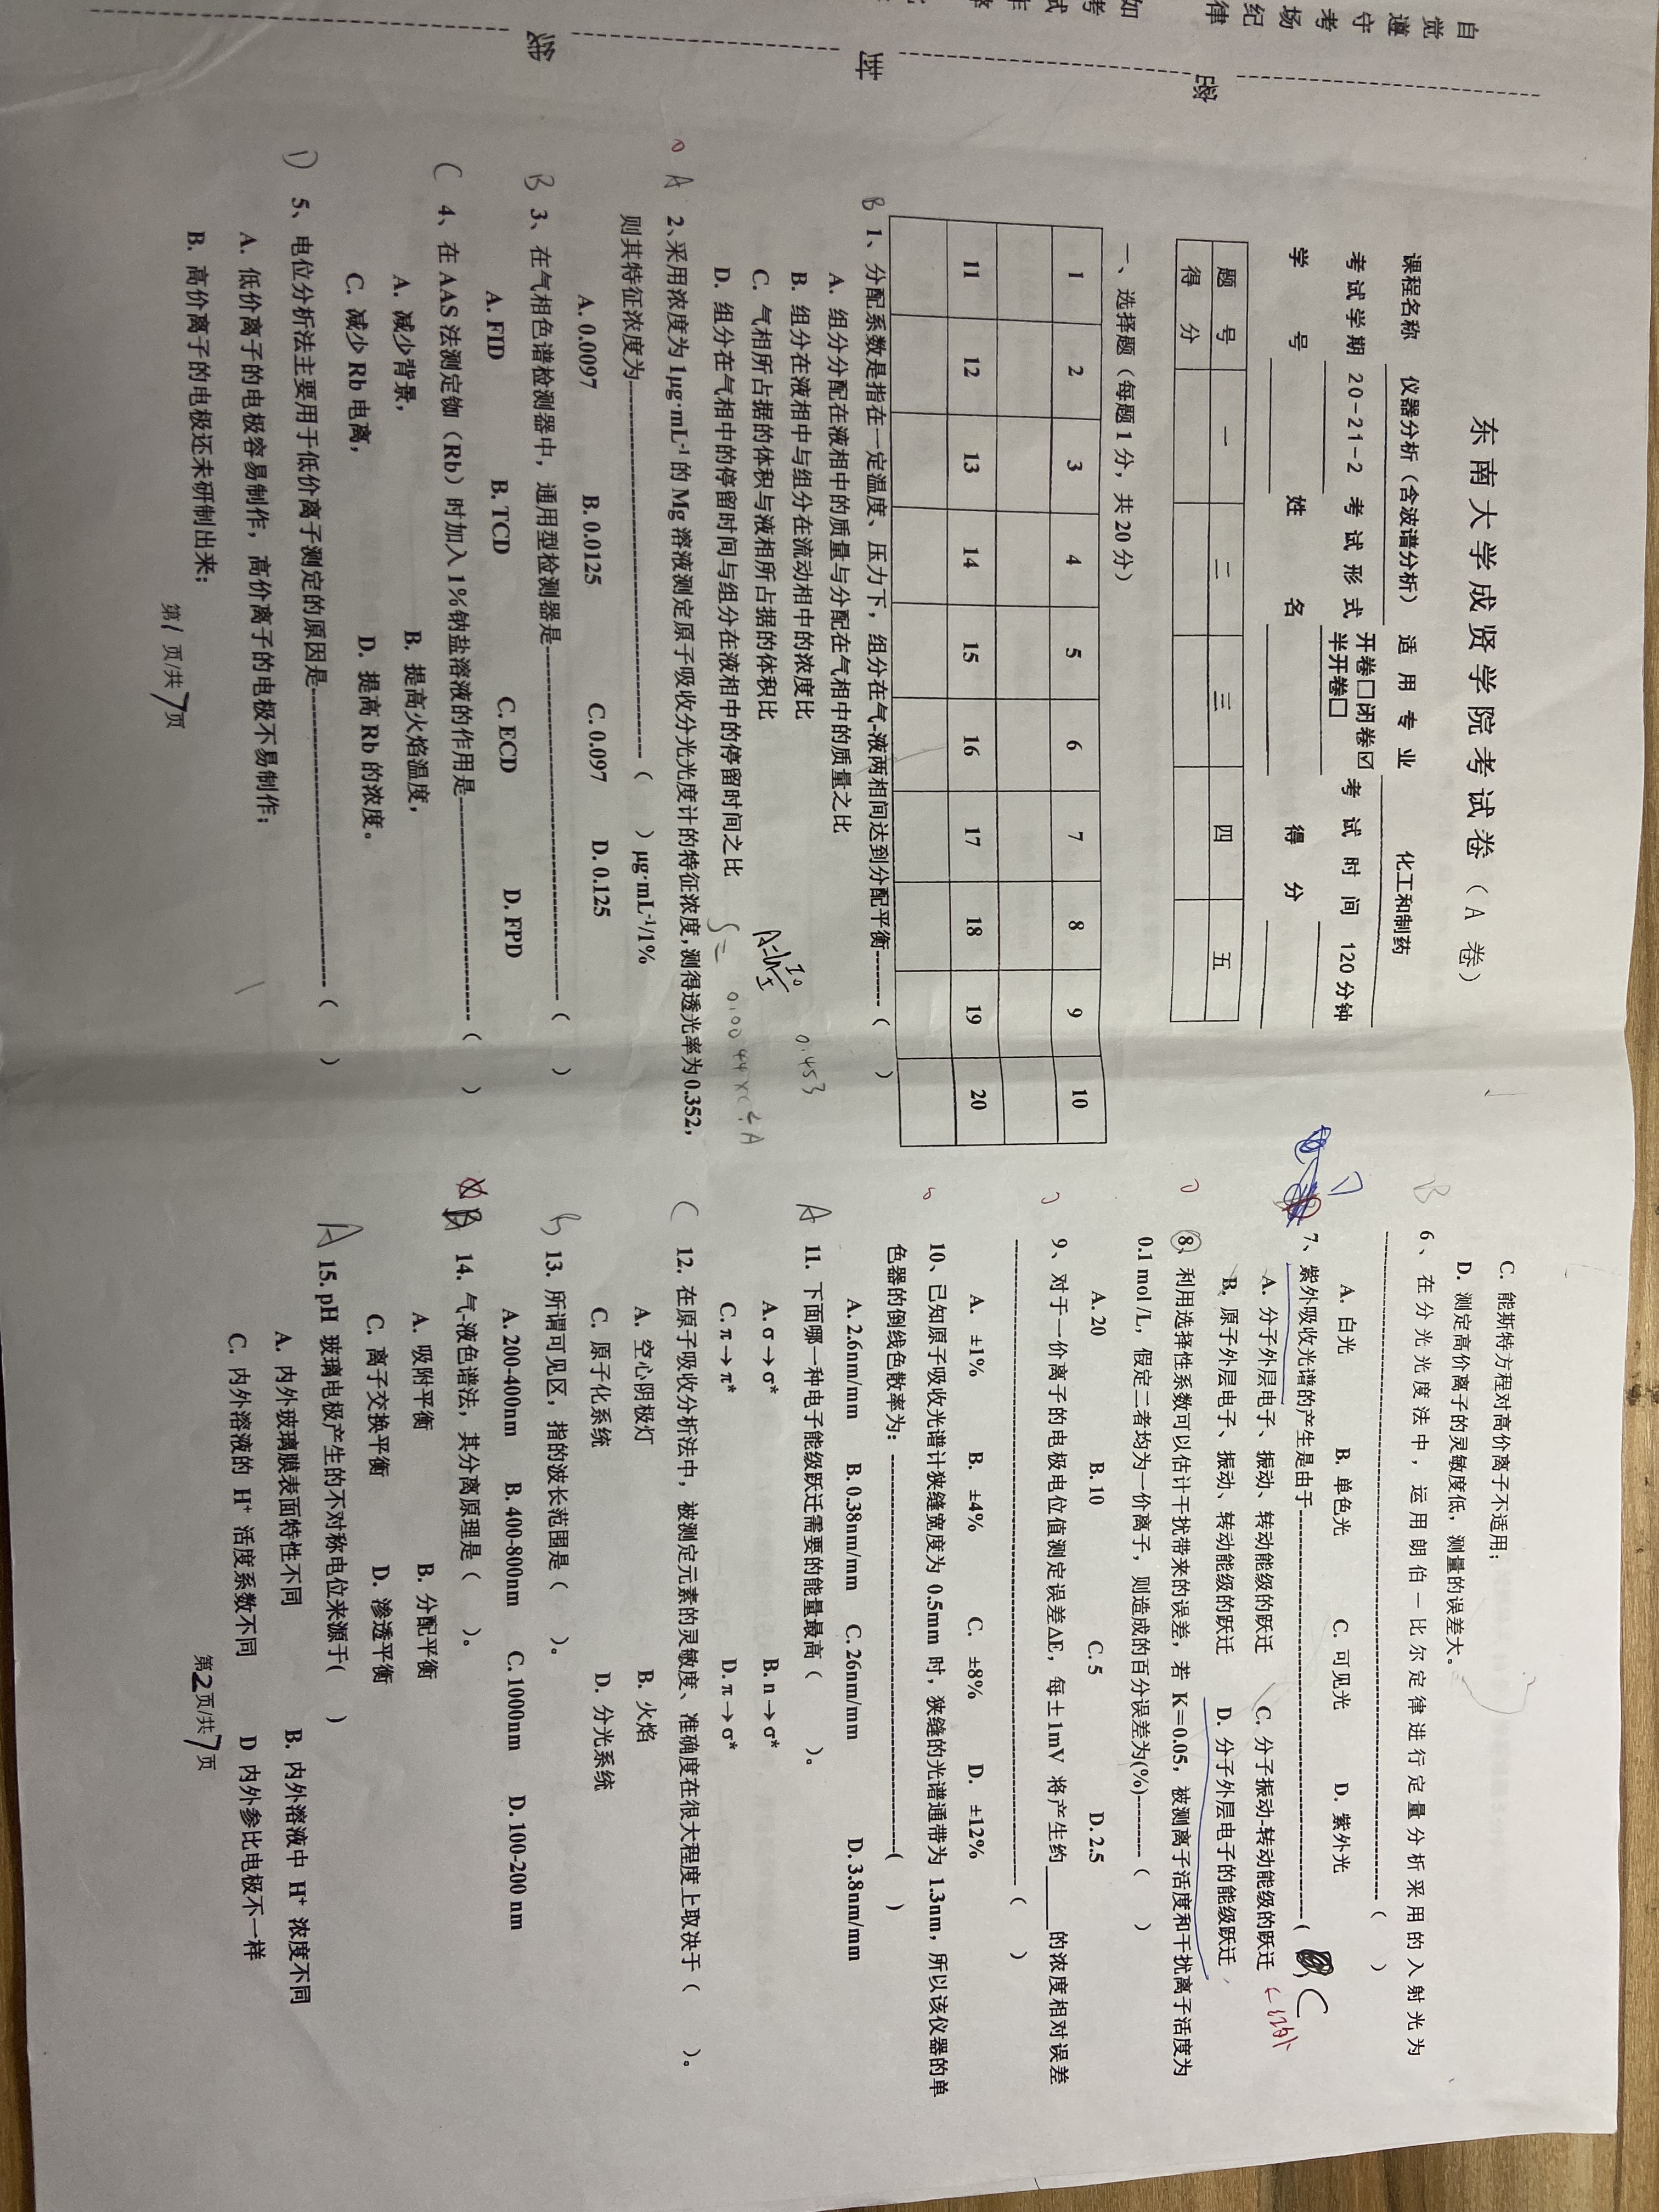 东南大学成贤学院考试卷（A 卷）
课程名称 仪器分析（含波谱分析） 适用专业 化工和制药
考试学期 20-21-2 考试形式 开卷□闭卷☑半开卷□ 考试时间 120分钟
学号 姓名 得分
题号 一 二 三 四 五
得分
一、选择题（每题1分，共20分）
1 2 3 4 5 6 7 8 9 10
11 12 13 14 15 16 17 18 19 20
B 1、分配系数是指在一定温度、压力下，组分在气-液两相间达到分配平衡--------（ ）
A. 组分分配在液相中的质量与分配在气相中的质量之比
B. 组分在液相中与组分在流动相中的浓度比
C. 气相所占据的体积与液相所占据的体积比
D. 组分在气相中的停留时间与组分在液相中的停留时间之比
0.453
S= 0.0044×C÷A
A 2、采用浓度为1μg·mL⁻¹的Mg溶液测定原子吸收分光光度计的特征浓度,测得透光率为0.352,
则其特征浓度为------------------------------------------------（ ）μg·mL⁻¹/1%
A. 0.0097 B. 0.0125 C. 0.097 D. 0.125
B 3、在气相色谱检测器中，通用型检测器是---------------------------------------------（ ）
A. FID B. TCD C. ECD D. FPD
C 4、在AAS法测定铷（Rb）时加入1%钠盐溶液的作用是-----------------------------（ ）
A. 减少背景， B. 提高火焰温度，
C. 减少Rb电离， D. 提高Rb的浓度。
D 5、电位分析法主要用于低价离子测定的原因是--------------------------------------（ ）
A. 低价离子的电极容易制作，高价离子的电极不易制作；
B. 高价离子的电极还未研制出来；
第1页/共7页
C. 能斯特方程对高价离子不适用；
D. 测定高价离子的灵敏度低，测量的误差大。
B 6、在分光光度法中，运用朗伯－比尔定律进行定量分析采用的入射光为
------------------------------------------------------------------------------------（ ）
A. 白光 B. 单色光 C. 可见光 D. 紫外光
D
7、紫外吸收光谱的产生是由于----------------------------------------------------( C
A. 分子外层电子、振动、转动能级的跃迁 C. 分子振动-转动能级的跃迁 ←红外
B. 原子外层电子、振动、转动能级的跃迁 D. 分子外层电子的能级跃迁
8、利用选择性系数可以估计干扰带来的误差，若 K＝0.05，被测离子活度和干扰离子活度为
0.1 mol /L，假定二者均为一价离子，则造成的百分误差为(%)---------（ ）
A. 20 B. 10 C. 5 D. 2.5
9、对于一价离子的电极电位值测定误差ΔE，每±1mV 将产生约______的浓度相对误差
----------------------------------------------------------------------------------（ ）
A. ±1% B. ±4% C. ±8% D. ±12%
10、已知原子吸收光谱计狭缝宽度为 0.5mm 时，狭缝的光谱通带为 1.3nm，所以该仪器的单
色器的倒线色散率为：---------------------------------------------------( )
A. 2.6nm/mm B. 0.38nm/mm C. 26nm/mm D. 3.8nm/mm
A 11. 下面哪一种电子能级跃迁需要的能量最高（ ）。
A. σ → σ* B. n → σ*
C. π → π* D. π → σ*
C 12. 在原子吸收分析法中，被测定元素的灵敏度、准确度在很大程度上取决于（ ）。
A. 空心阴极灯 B. 火焰
C. 原子化系统 D. 分光系统
B 13. 所谓可见区，指的波长范围是（ ）。
A. 200-400nm B. 400-800nm C. 1000nm D. 100-200 nm
B 14. 气-液色谱法，其分离原理是（ ）。
A. 吸附平衡 B. 分配平衡
C. 离子交换平衡 D. 渗透平衡
A 15. pH 玻璃电极产生的不对称电位来源于( )
A. 内外玻璃膜表面特性不同 B. 内外溶液中 H⁺ 浓度不同
C. 内外溶液的 H⁺ 活度系数不同 D 内外参比电极不一样
第2页/共7页
自觉遵守考场纪律
密
封
线